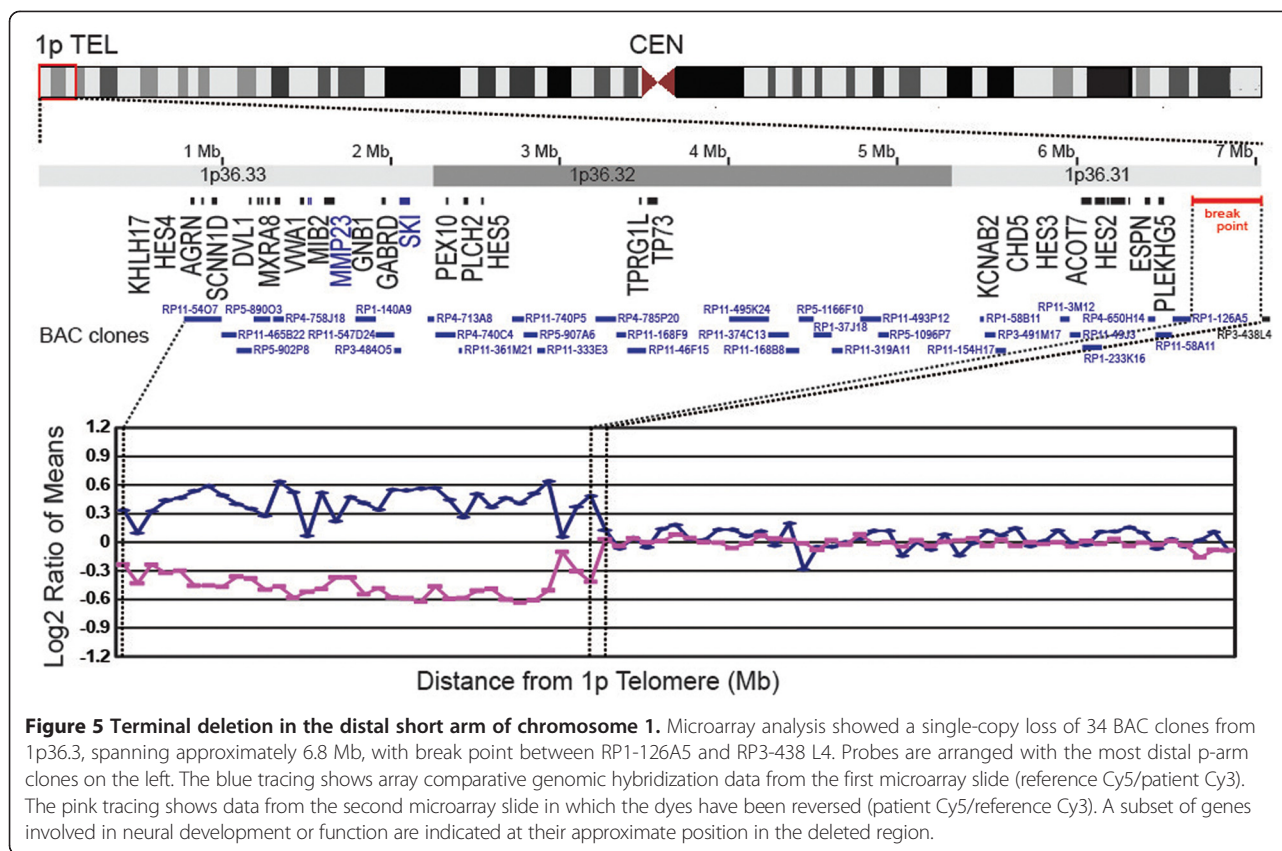 1p TEL
CEN
1 Mb
2 Mb
3 Mb
4 Mb
5 Mb
6 Mb
7 Mb
1p36.33
1p36.32
1p36.31
KHLH17
HES4
AGRN
SCNN1D
DVL1
MXRA8
VWA1
MIB2
MMP23
GNB1
GABRD
SKI
PEX10
PLCH2
HES5
TPRG1L
TP73
KCNAB2
CHD5
HES3
ACOT7
HES2
ESPN
PLEKHG5
break
point
BAC clones
RP11-54O7
RP5-890O3
RP4-758J18
RP1-140A9
RP4-713A8
RP11-740P5
RP4-785P20
RP11-495K24
RP5-1166F10
RP11-493P12
RP1-58B11
RP11-3M12
RP4-650H14
RP1-126A5
RP11-465B22
RP11-547D24
RP4-740C4
RP5-907A6
RP11-168F9
RP11-374C13
RP1-37J18
RP5-1096P7
RP3-491M17
RP11-49J3
RP11-58A11
RP3-438L4
RP5-902P8
RP3-484O5
RP11-361M21
RP11-333E3
RP11-46F15
RP11-168B8
RP11-319A11
RP11-154H17
RP1-233K16
Log2 Ratio of Means
1.2
0.9
0.6
0.3
0
-0.3
-0.6
-0.9
-1.2
Distance from 1p Telomere (Mb)
Figure 5 Terminal deletion in the distal short arm of chromosome 1. Microarray analysis showed a single-copy loss of 34 BAC clones from
1p36.3, spanning approximately 6.8 Mb, with break point between RP1-126A5 and RP3-438 L4. Probes are arranged with the most distal p-arm
clones on the left. The blue tracing shows array comparative genomic hybridization data from the first microarray slide (reference Cy5/patient Cy3).
The pink tracing shows data from the second microarray slide in which the dyes have been reversed (patient Cy5/reference Cy3). A subset of genes
involved in neural development or function are indicated at their approximate position in the deleted region.